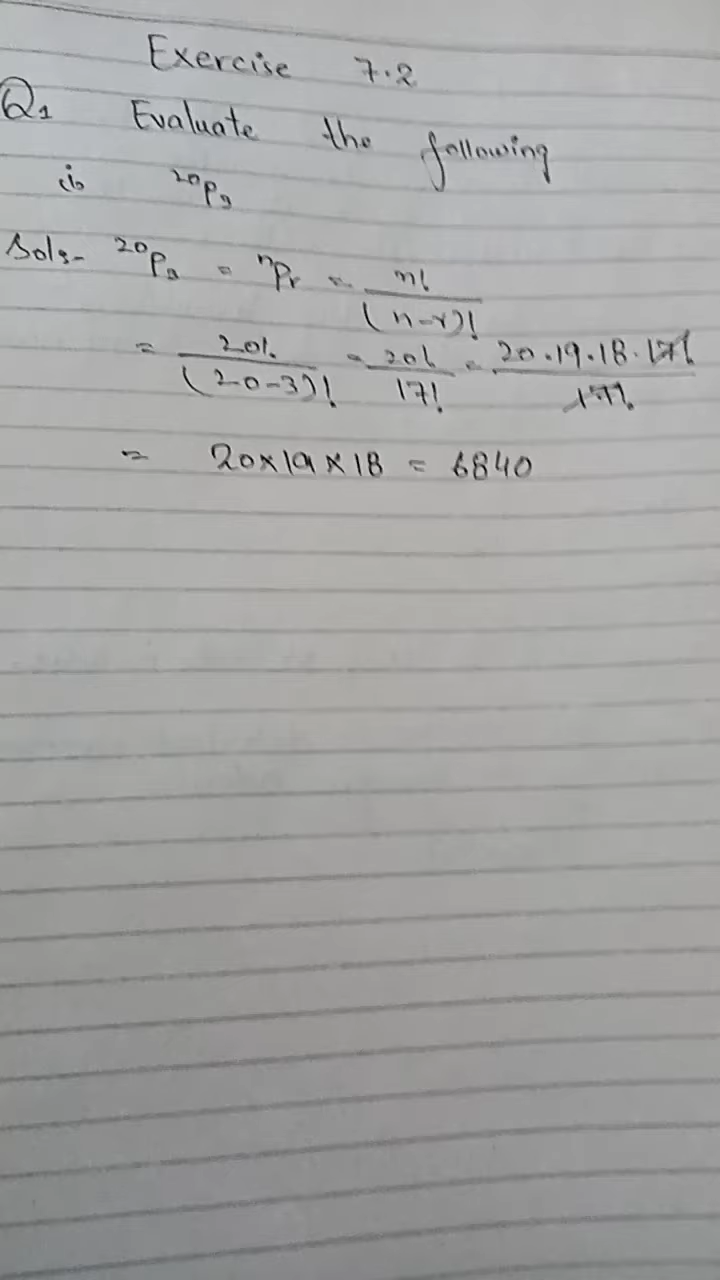 Exercise 7.2
Q1 Evaluate the following
(i) ²⁰P₃
Sol:- ²⁰P₃ = ⁿPr = n! / (n-r)!
= 20! / (20-3)! = 20! / 17! = 20.19.18.17! / 17!
= 20×19×18 = 6840